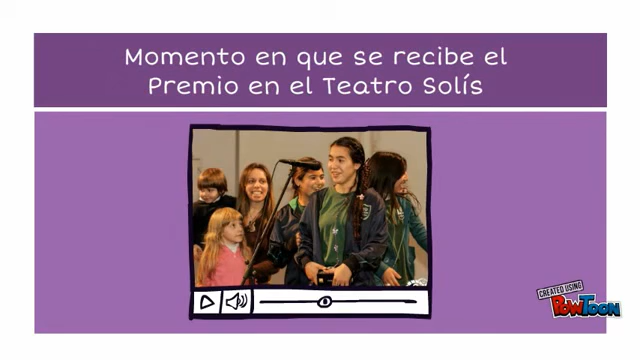 Momento en que se recibe el
Premio en el Teatro Solís
CREATED USING
POWTOON